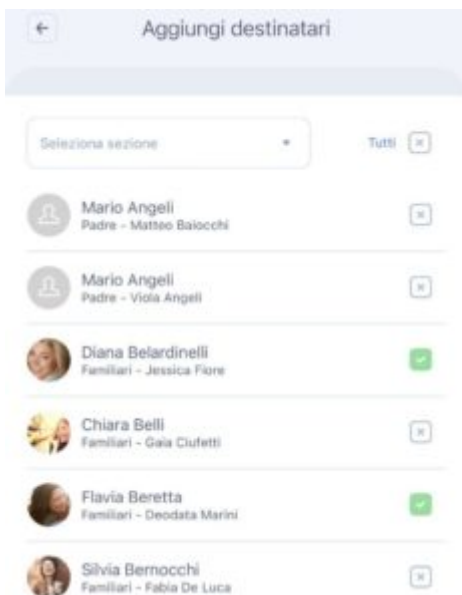 Aggiungi destinatari
Seleziona sezione
Tutti
Mario Angeli
Padre - Matteo Baiocchi
Mario Angeli
Padre - Viola Angeli
Diana Belardinelli
Familiari - Jessica Fiore
Chiara Belli
Familiari - Gaia Ciufetti
Flavia Beretta
Familiari - Deodata Marini
Silvia Bernocchi
Familiari - Fabia De Luca